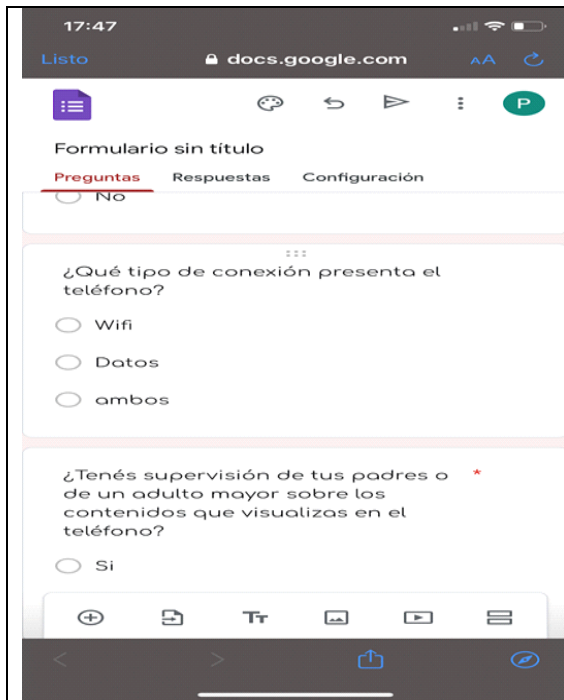 17:47
Listo docs.google.com AA
P
Formulario sin título
Preguntas Respuestas Configuración
No
¿Qué tipo de conexión presenta el
teléfono?
Wifi
Datos
ambos
¿Tenés supervisión de tus padres o *
de un adulto mayor sobre los
contenidos que visualizas en el
teléfono?
Si
Tт